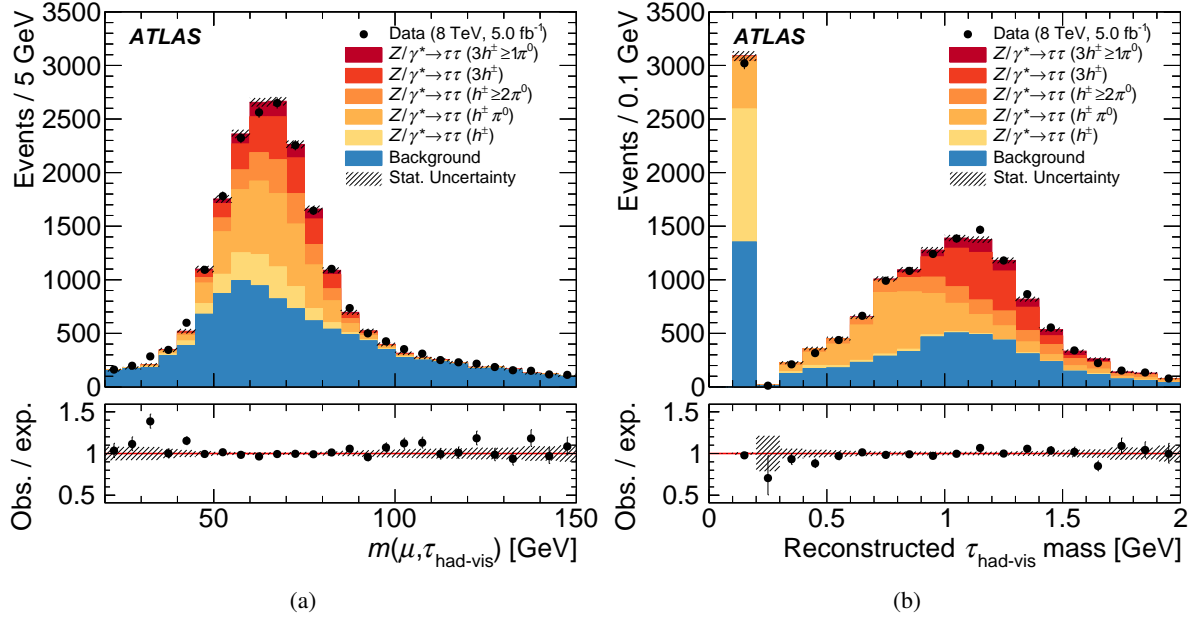 ATLAS
Data (8 TeV, 5.0 fb⁻¹)
Z/γ*→ττ (3h± ≥1π⁰)
Z/γ*→ττ (3h±)
Z/γ*→ττ (h± ≥2π⁰)
Z/γ*→ττ (h± π⁰)
Z/γ*→ττ (h±)
Background
Stat. Uncertainty
Events / 5 GeV
3500
3000
2500
2000
1500
1000
500
0
Obs. / exp.
1.5
1
0.5
50
100
150
m(μ,τhad-vis) [GeV]
(a)
ATLAS
Data (8 TeV, 5.0 fb⁻¹)
Z/γ*→ττ (3h± ≥1π⁰)
Z/γ*→ττ (3h±)
Z/γ*→ττ (h± ≥2π⁰)
Z/γ*→ττ (h± π⁰)
Z/γ*→ττ (h±)
Background
Stat. Uncertainty
Events / 0.1 GeV
3500
3000
2500
2000
1500
1000
500
0
Obs. / exp.
1.5
1
0.5
0
0.5
1
1.5
2
Reconstructed τhad-vis mass [GeV]
(b)